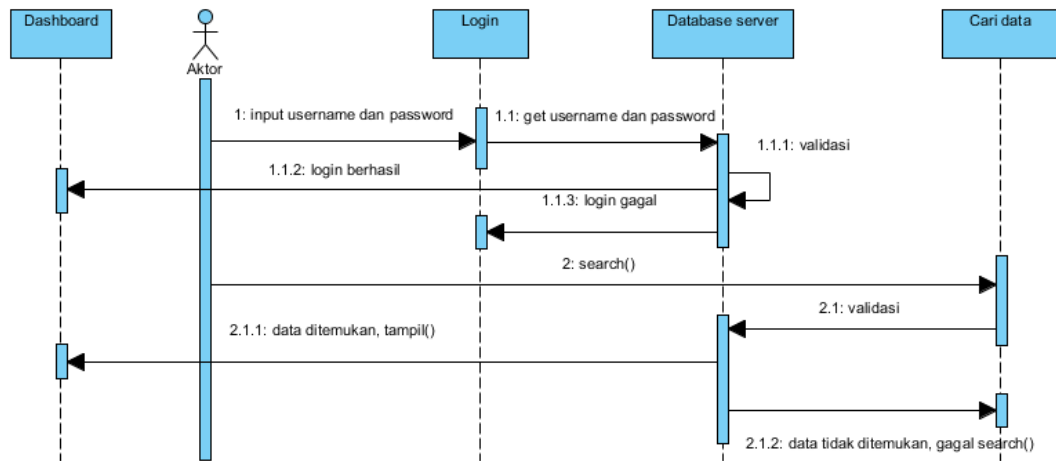 Dashboard
Aktor
Login
Database server
Cari data
1: input username dan password
1.1: get username dan password
1.1.1: validasi
1.1.2: login berhasil
1.1.3: login gagal
2: search()
2.1: validasi
2.1.1: data ditemukan, tampil()
2.1.2: data tidak ditemukan, gagal search()